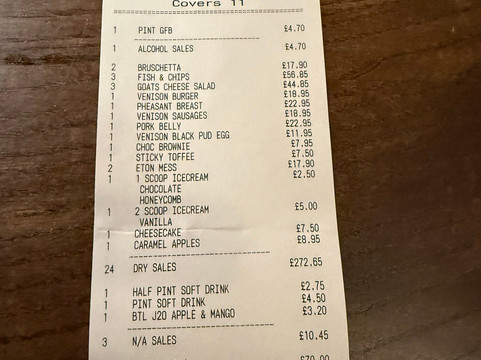 Covers 11
1 PINT GFB £4.70
1 ALCOHOL SALES £4.70
2 BRUSCHETTA £17.90
3 FISH & CHIPS £56.85
3 GOATS CHEESE SALAD £44.85
1 VENISON BURGER £18.95
1 PHEASANT BREAST £22.95
1 VENISON SAUSAGES £18.95
1 PORK BELLY £22.95
1 VENISON BLACK PUD EGG £11.95
1 CHOC BROWNIE £7.95
1 STICKY TOFFEE £7.50
2 ETON MESS £17.90
1 1 SCOOP ICECREAM £2.50
CHOCOLATE
HONEYCOMB
1 2 SCOOP ICECREAM £5.00
VANILLA
1 CHEESECAKE £7.50
1 CARAMEL APPLES £8.95
24 DRY SALES £272.65
1 HALF PINT SOFT DRINK £2.75
1 PINT SOFT DRINK £4.50
1 BTL J20 APPLE & MANGO £3.20
3 N/A SALES £10.45